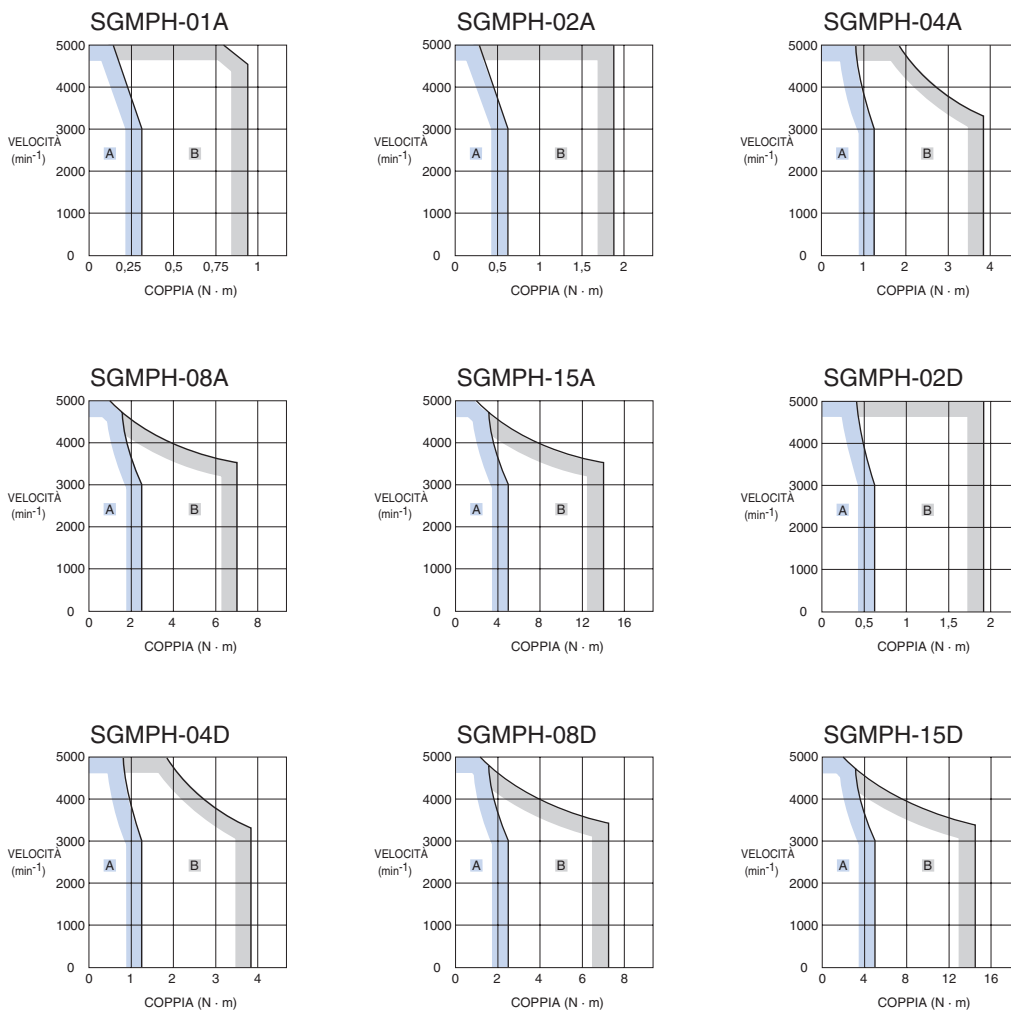 SGMPH-01A
5000
4000
3000
VELOCITÀ
(min-1)
A
B
2000
1000
0
0 0,25 0,5 0,75 1
COPPIA (N · m)
SGMPH-02A
5000
4000
3000
VELOCITÀ
(min-1)
A
B
2000
1000
0
0 0,5 1 1,5 2
COPPIA (N · m)
SGMPH-04A
5000
4000
3000
VELOCITÀ
(min-1)
A
B
2000
1000
0
0 1 2 3 4
COPPIA (N · m)
SGMPH-08A
5000
4000
3000
VELOCITÀ
(min-1)
A
B
2000
1000
0
0 2 4 6 8
COPPIA (N · m)
SGMPH-15A
5000
4000
3000
VELOCITÀ
(min-1)
A
B
2000
1000
0
0 4 8 12 16
COPPIA (N · m)
SGMPH-02D
5000
4000
3000
VELOCITÀ
(min-1)
A
B
2000
1000
0
0 0,5 1 1,5 2
COPPIA (N · m)
SGMPH-04D
5000
4000
3000
VELOCITÀ
(min-1)
A
B
2000
1000
0
0 1 2 3 4
COPPIA (N · m)
SGMPH-08D
5000
4000
3000
VELOCITÀ
(min-1)
A
B
2000
1000
0
0 2 4 6 8
COPPIA (N · m)
SGMPH-15D
5000
4000
3000
VELOCITÀ
(min-1)
A
B
2000
1000
0
0 4 8 12 16
COPPIA (N · m)